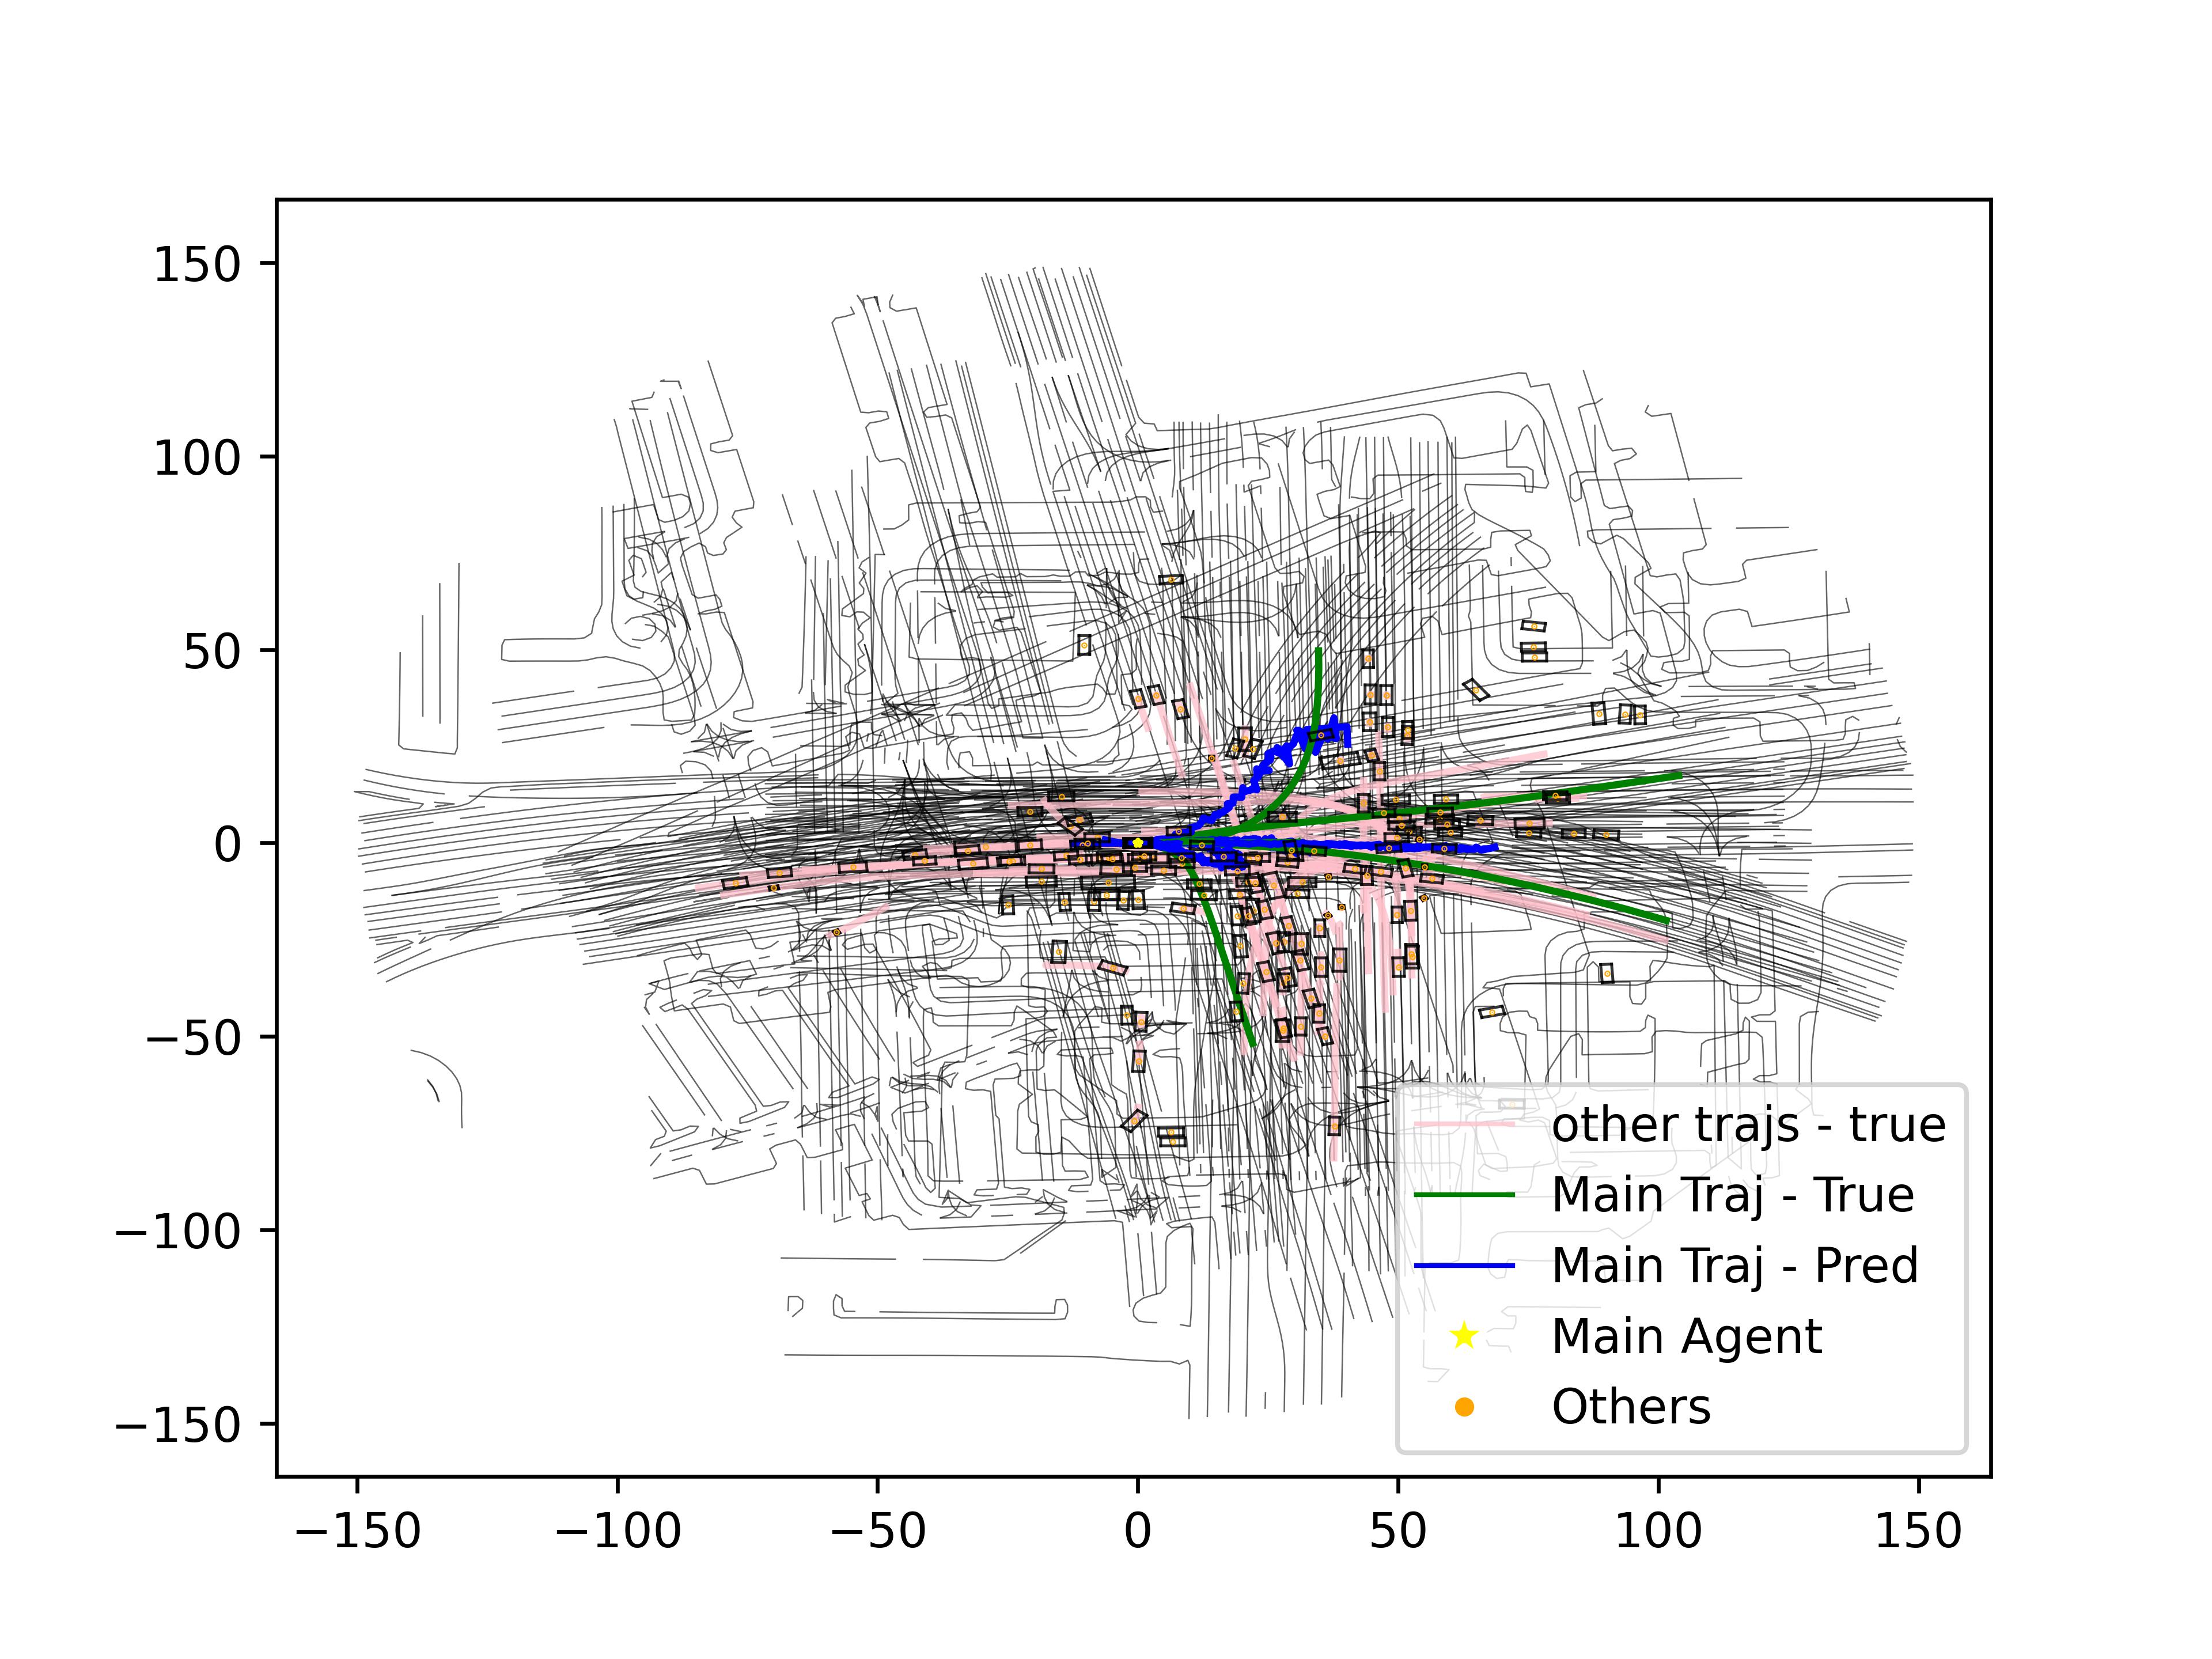 150
100
50
0
−50
−100
−150
−150
−100
−50
0
50
100
150
other trajs - true
Main Traj - True
Main Traj - Pred
Main Agent
Others